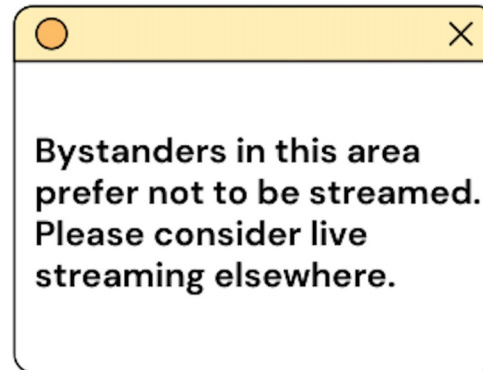 Bystanders in this area
prefer not to be streamed.
Please consider live
streaming elsewhere.